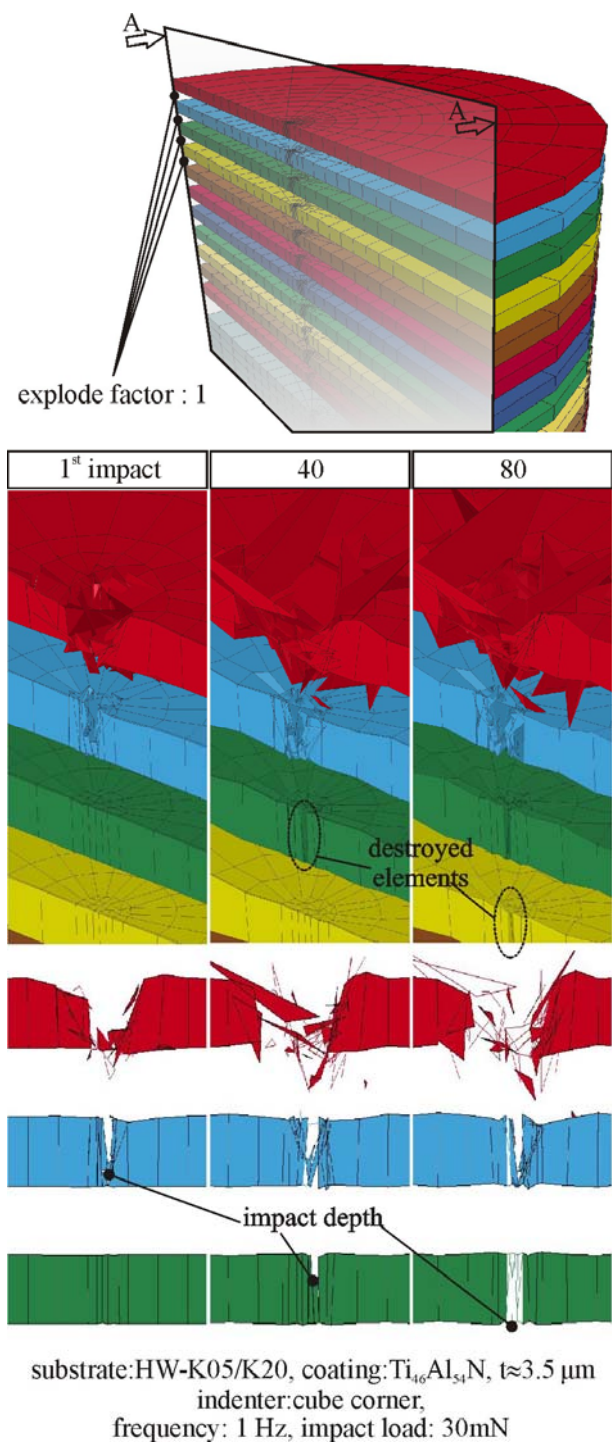 A
A
explode factor : 1
1st impact 40 80
destroyed
elements
impact depth
substrate:HW-K05/K20, coating:Ti₄₆Al₅₄N, t≈3.5 μm
indenter:cube corner,
frequency: 1 Hz, impact load: 30mN